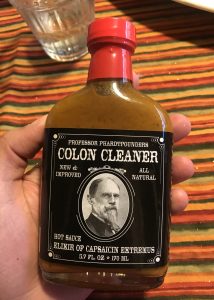 PROFESSOR PHARDTPOUNDERS
COLON CLEANER
NEW & IMPROVED
ALL NATURAL
HOT SAUCE
ELIXIR OF CAPSAICIN EXTREMUS
5.7 FL. OZ • 170 ML